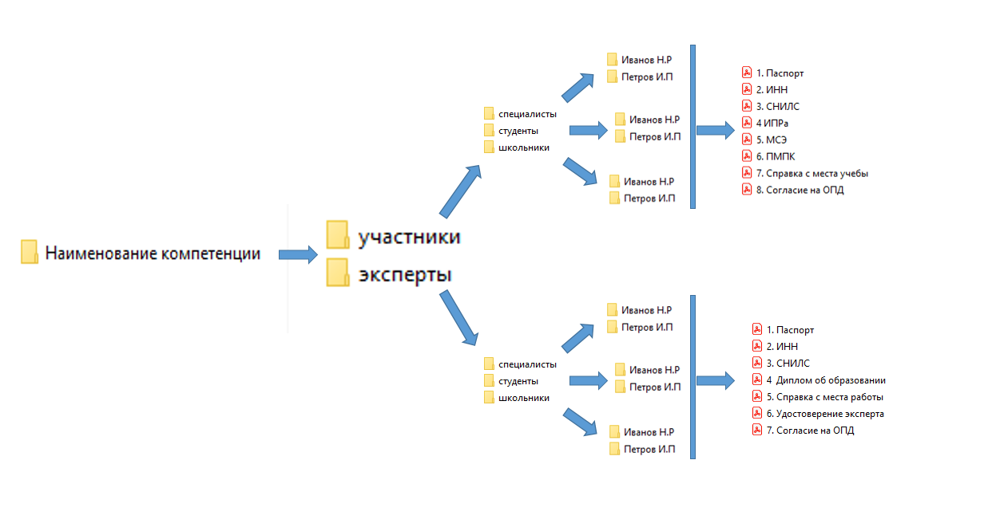 Наименование компетенции
участники
эксперты
специалисты
студенты
школьники
Иванов Н.Р
Петров И.П
Иванов Н.Р
Петров И.П
Иванов Н.Р
Петров И.П
1. Паспорт
2. ИНН
3. СНИЛС
4 ИПРа
5. МСЭ
6. ПМПК
7. Справка с места учебы
8. Согласие на ОПД
специалисты
студенты
школьники
Иванов Н.Р
Петров И.П
Иванов Н.Р
Петров И.П
Иванов Н.Р
Петров И.П
1. Паспорт
2. ИНН
3. СНИЛС
4 Диплом об образовании
5. Справка с места работы
6. Удостоверение эксперта
7. Согласие на ОПД